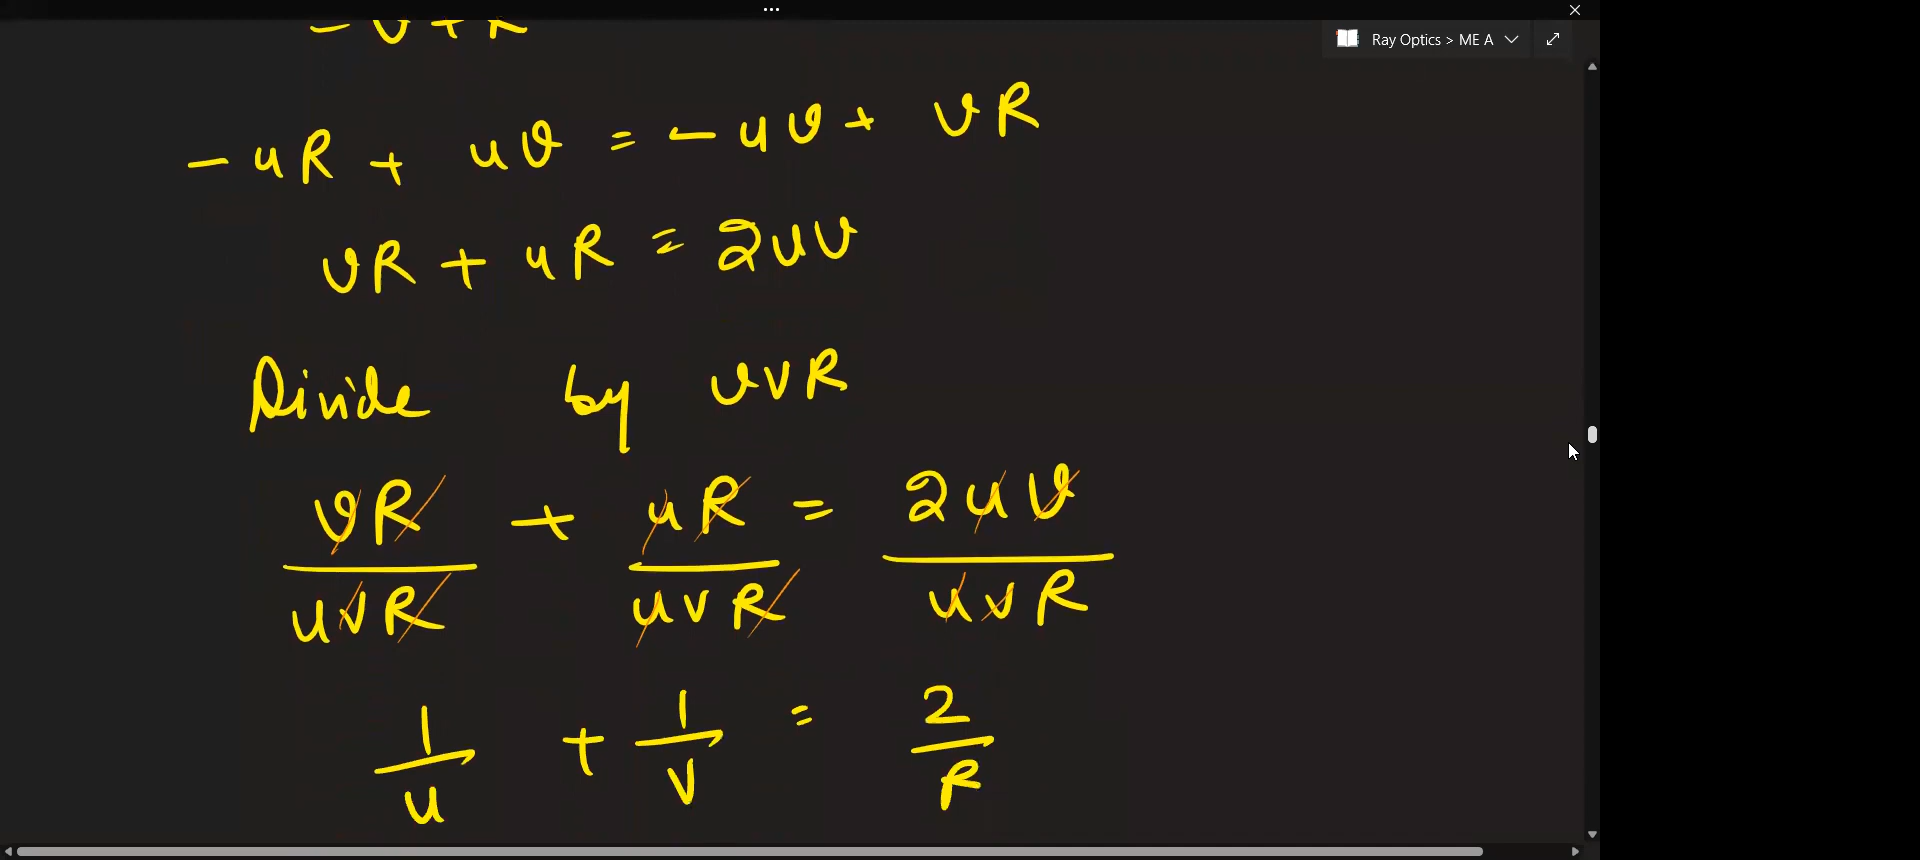 Ray Optics > ME A
- v + R
- uR + uv = - uv + vR
vR + uR = 2uv
Divide by uvR
vR/uvR + uR/uvR = 2uv/uvR
1/u + 1/v = 2/R